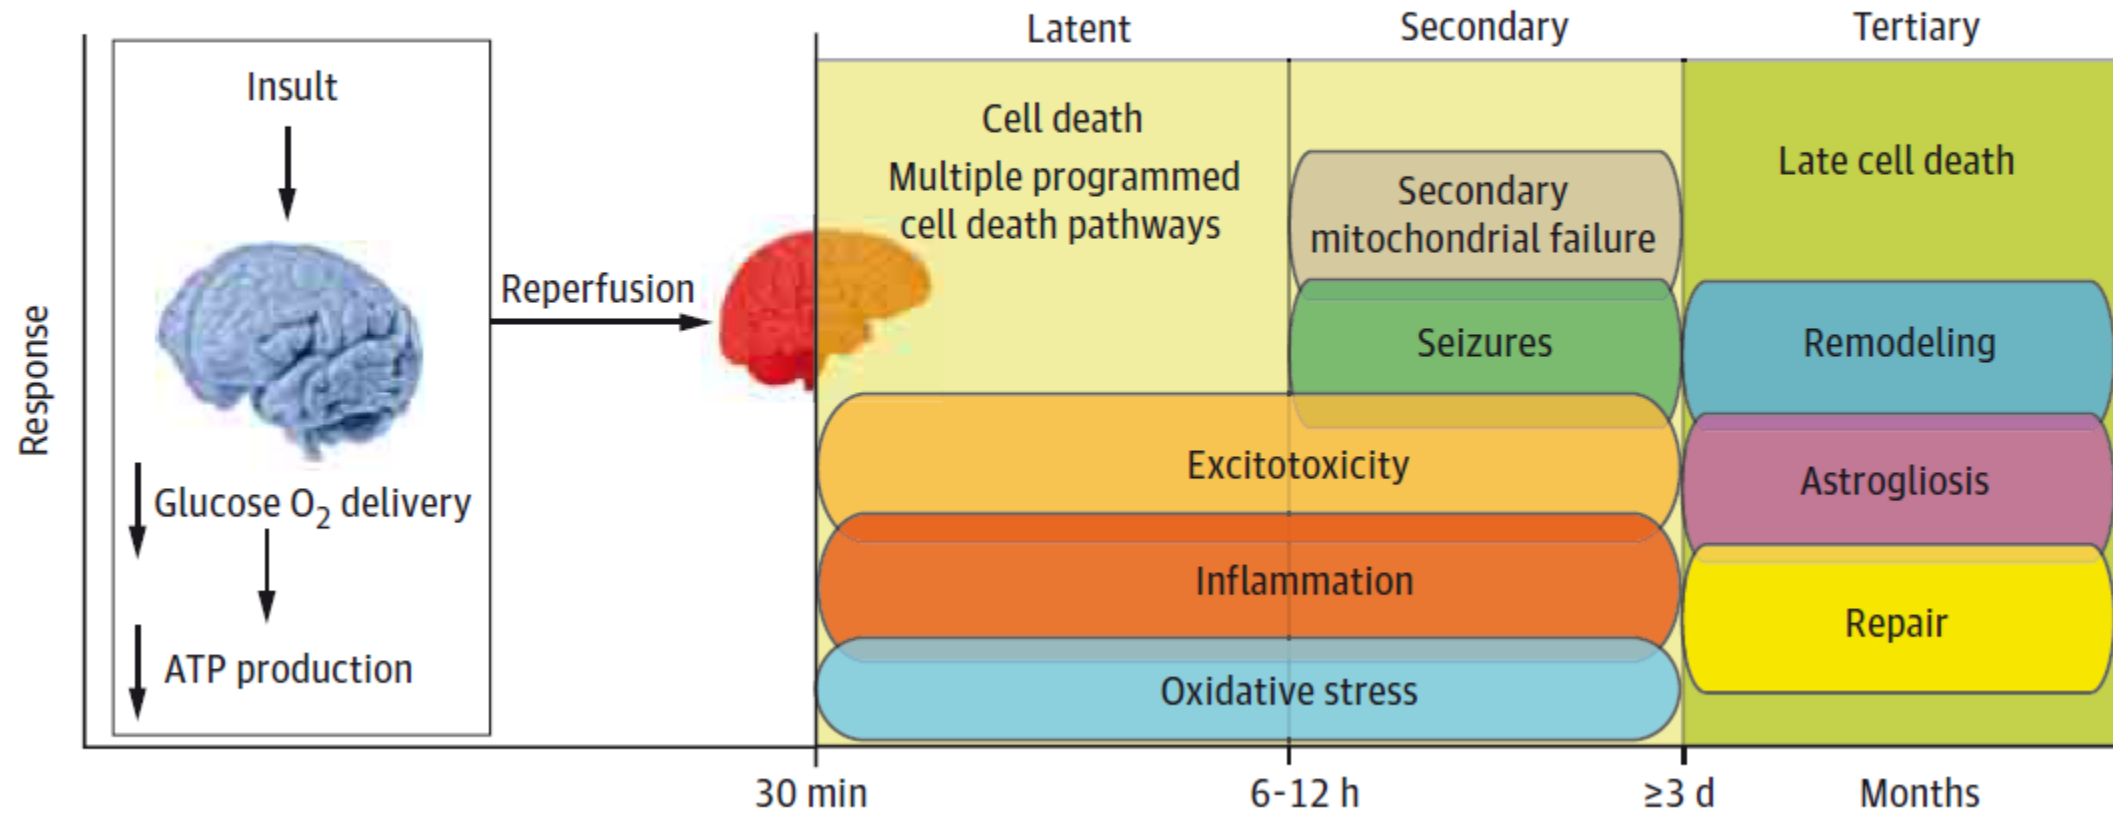 Latent
Secondary
Tertiary
Response
Insult
Glucose O₂ delivery
ATP production
Reperfusion
Cell death
Multiple programmed
cell death pathways
Secondary
mitochondrial failure
Seizures
Excitotoxicity
Inflammation
Oxidative stress
Late cell death
Remodeling
Astrogliosis
Repair
30 min
6-12 h
≥3 d
Months